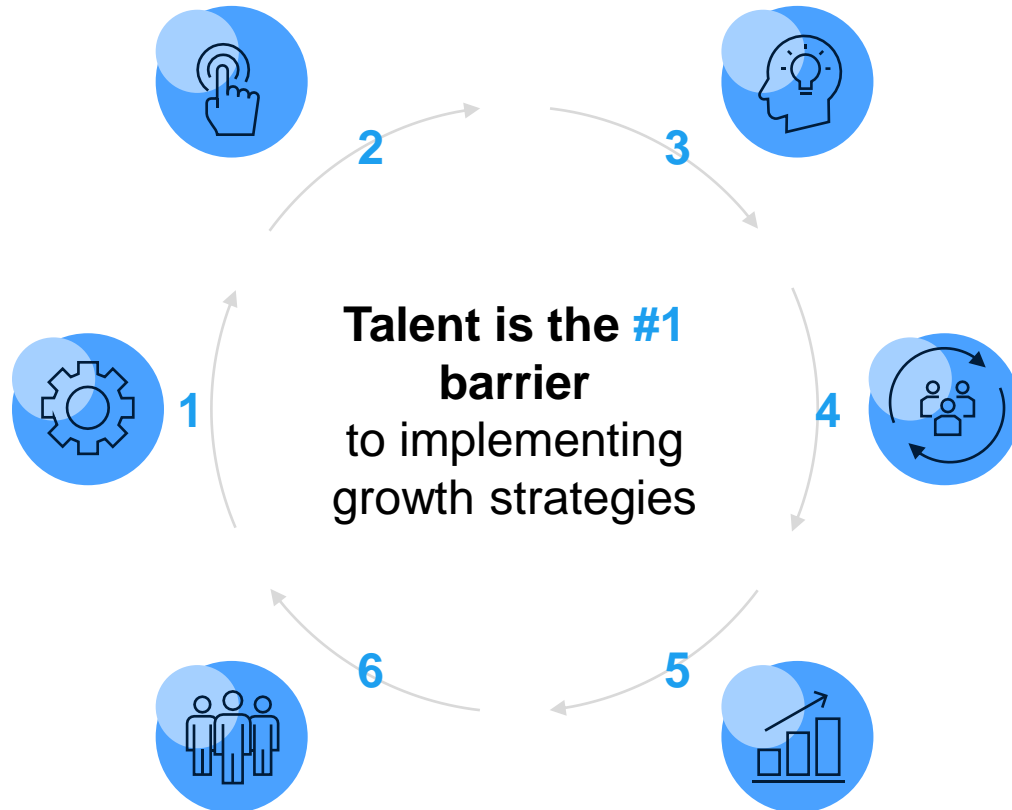 2
3
Talent is the #1
barrier
to implementing
growth strategies
1
4
6
5